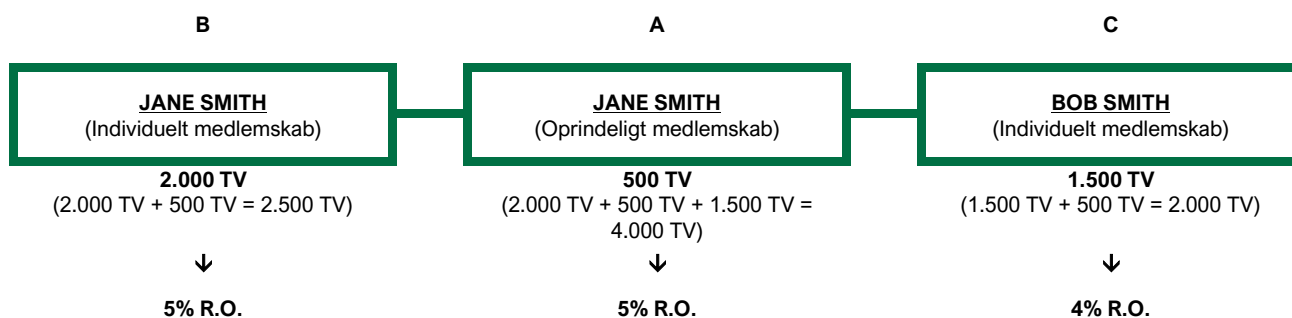 B
A
C
JANE SMITH
(Individuelt medlemskab)
JANE SMITH
(Oprindeligt medlemskab)
BOB SMITH
(Individuelt medlemskab)
2.000 TV
(2.000 TV + 500 TV = 2.500 TV)
500 TV
(2.000 TV + 500 TV + 1.500 TV =
4.000 TV)
1.500 TV
(1.500 TV + 500 TV = 2.000 TV)
5% R.O.
5% R.O.
4% R.O.